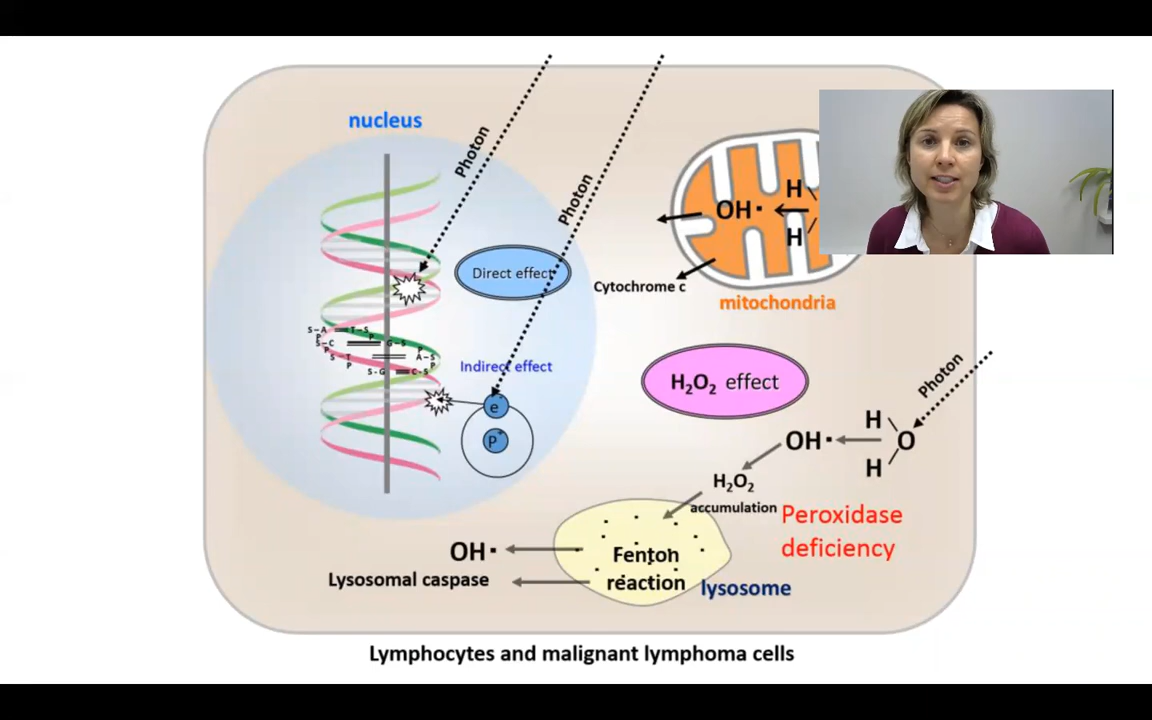 nucleus
Photon
Photon
Direct effect
S-A T-S
P P
S-C G-S
P P
S-T A-S
P P
S-G C-S
Indirect effect
e
P+
H
OH·
H
Cytochrome c
mitochondria
H₂O₂ effect
Photon
H
OH· O
H
H₂O₂
accumulation
Peroxidase
deficiency
Fenton
reaction
lysosome
OH·
Lysosomal caspase
Lymphocytes and malignant lymphoma cells